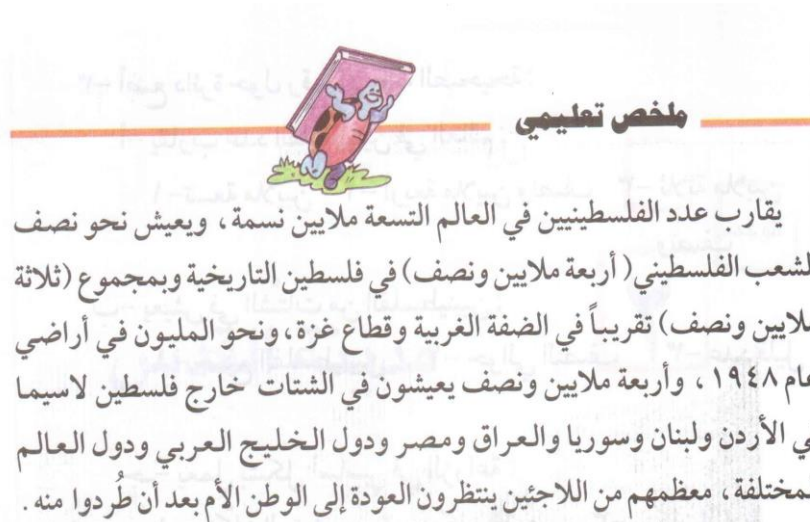 ملخص تعليمي
يقارب عدد الفلسطينيين في العالم التسعة ملايين نسمة ، ويعيش نحو نصف
لشعب الفلسطيني ( أربعة ملايين ونصف ) في فلسطين التاريخية وبمجموع (ثلاثة
ملايين ونصف) تقريباً في الضفة الغربية وقطاع غزة ، ونحو المليون في أراضي
عام ١٩٤٨ ، وأربعة ملايين ونصف يعيشون في الشتات خارج فلسطين لاسيما
في الأردن ولبنان وسوريا والعراق ومصر ودول الخليج العربي ودول العالم
لمختلفة ، معظمهم من اللاجئين ينتظرون العودة إلى الوطن الأم بعد أن طُردوا منه .